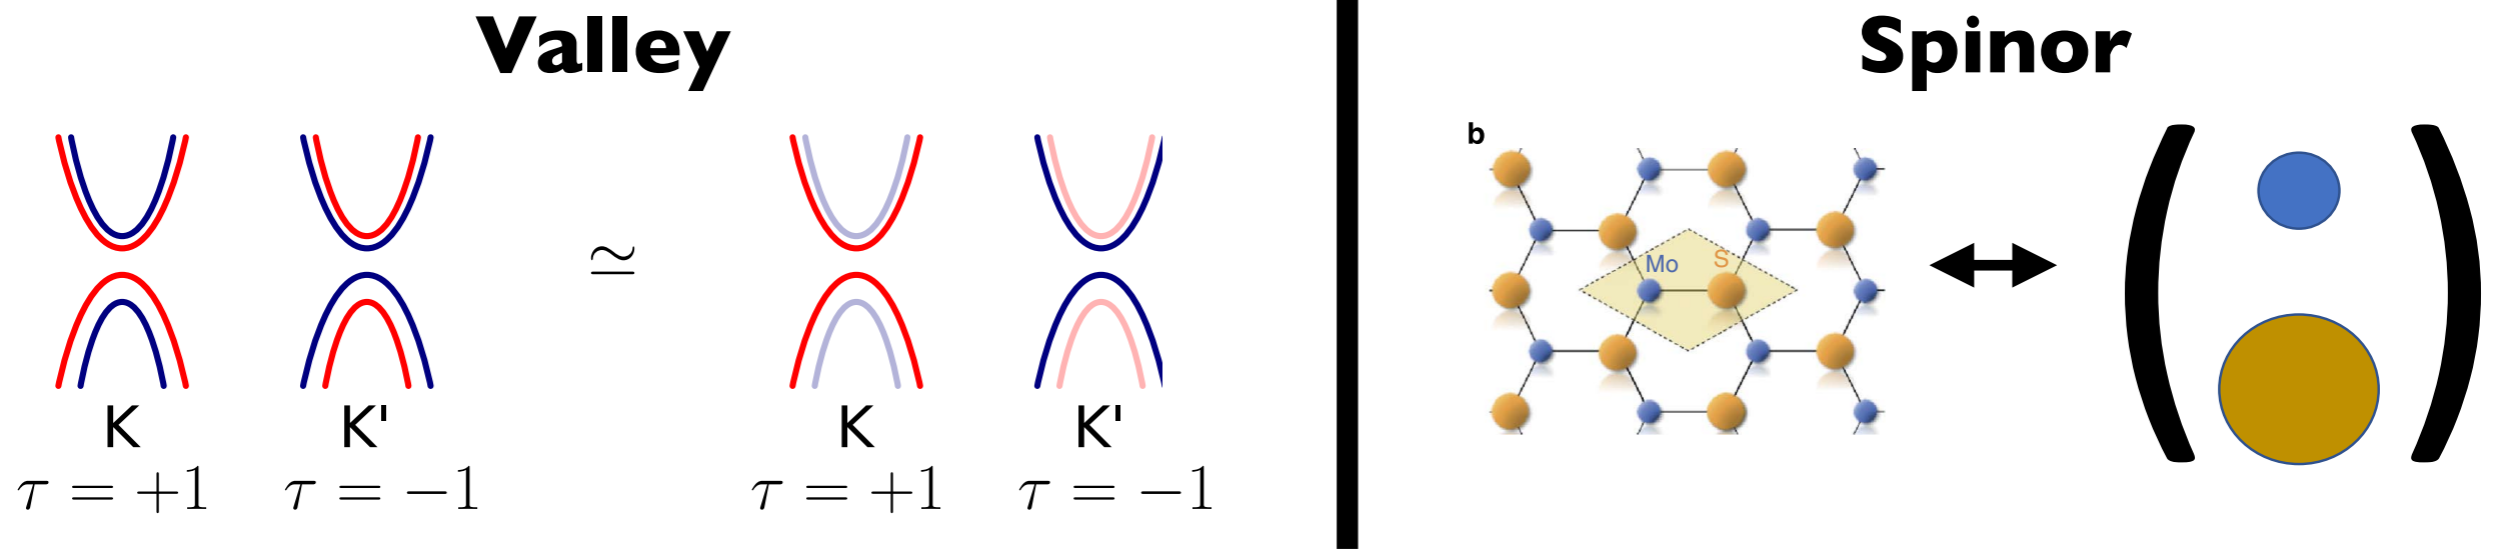 Valley
≃
K K' K K'
τ = +1 τ = −1 τ = +1 τ = −1
Spinor
b
Mo S